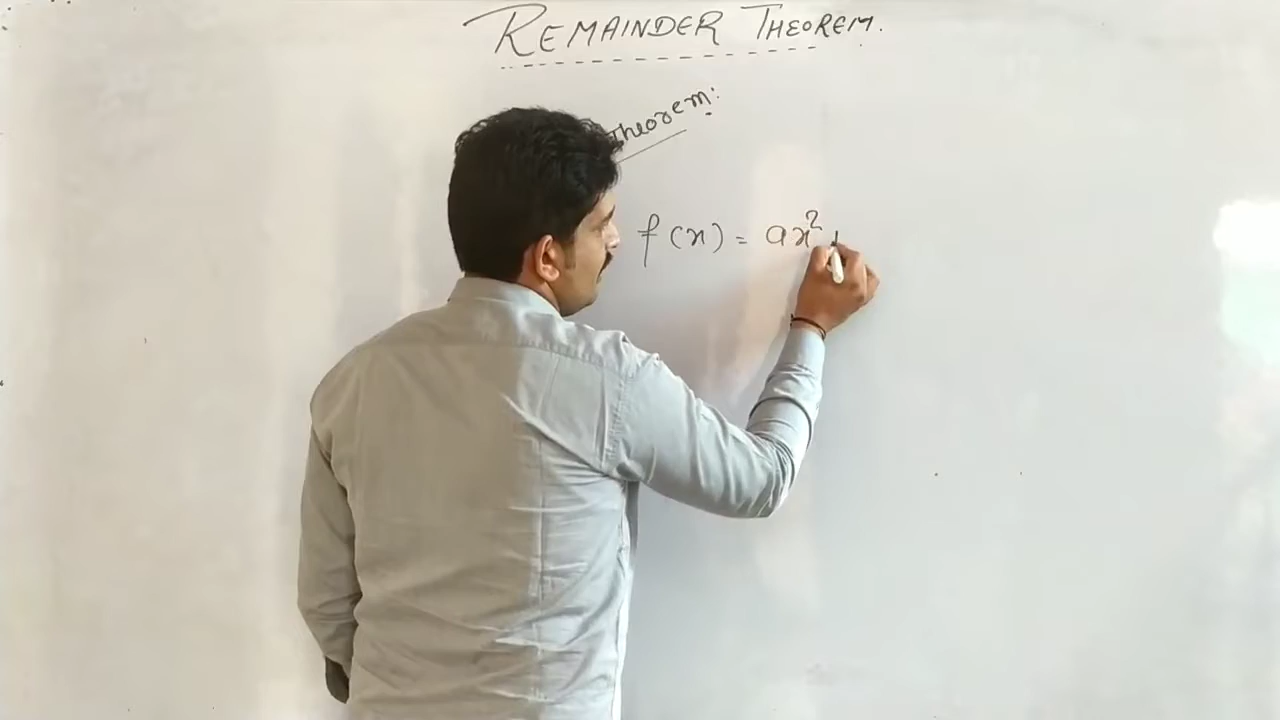 REMAINDER THEOREM.
Theorem:
f(x) = ax²